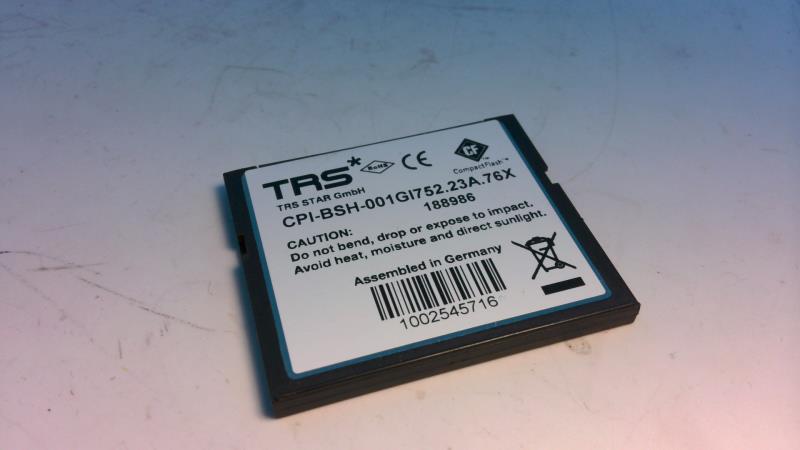 TRS*
TRS STAR GmbH
RoHS
CE
CF™
CompactFlash™
CPI-BSH-001GI752.23A.76X
188986
CAUTION:
Do not bend, drop or expose to impact.
Avoid heat, moisture and direct sunlight.
Assembled in Germany
1002545716